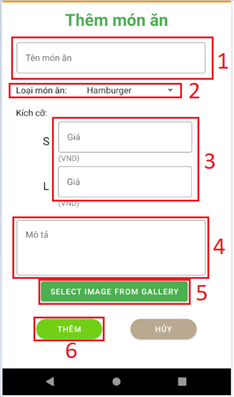 Thêm món ăn
Tên món ăn 1
Loại món ăn: Hamburger 2
Kích cỡ:
S Giá
(VND)
3
L Giá
(VND)
Mô tả 4
SELECT IMAGE FROM GALLERY 5
THÊM HỦY
6